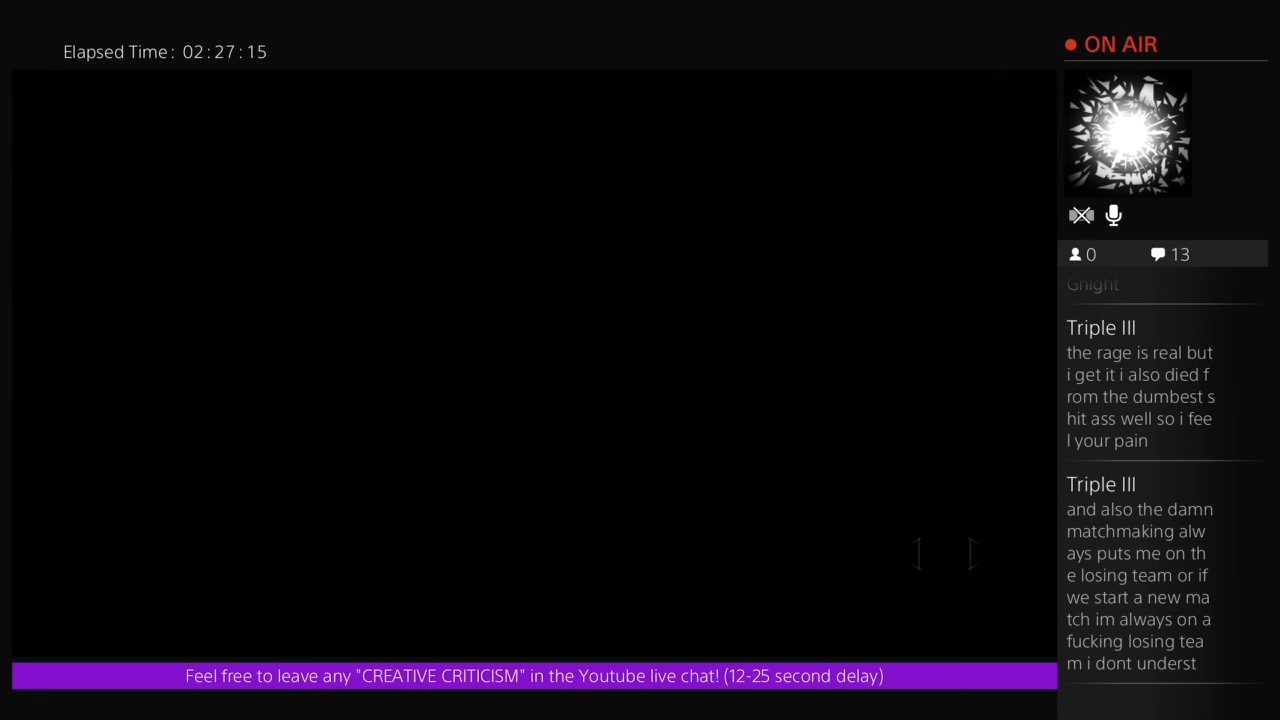 Elapsed Time: 02:27:15
ON AIR
0 13
Gnight
Triple III
the rage is real but
i get it i also died f
rom the dumbest s
hit ass well so i fee
l your pain
Triple III
and also the damn
matchmaking alw
ays puts me on th
e losing team or if
we start a new ma
tch im always on a
fucking losing tea
m i dont underst
Feel free to leave any "CREATIVE CRITICISM" in the Youtube live chat! (12-25 second delay)